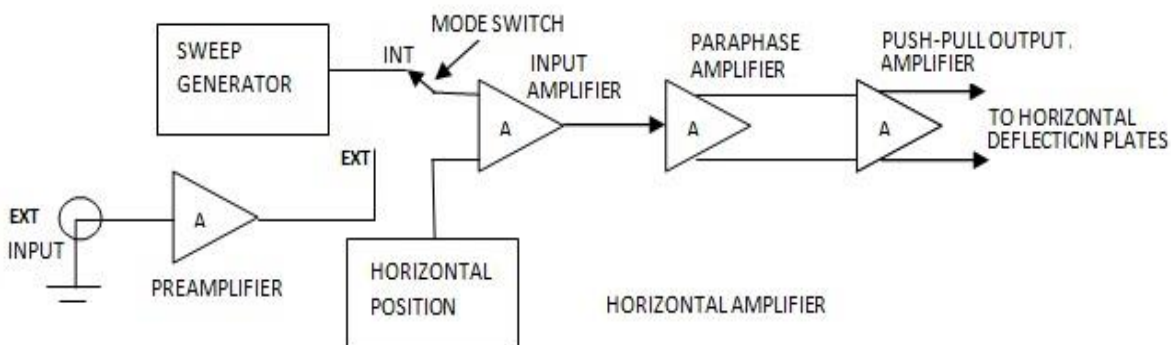 MODE SWITCH
SWEEP
GENERATOR
INT
INPUT
AMPLIFIER
PARAPHASE
AMPLIFIER
PUSH-PULL OUTPUT.
AMPLIFIER
A
A
A
TO HORIZONTAL
DEFLECTION PLATES
EXT
EXT
INPUT
A
PREAMPLIFIER
HORIZONTAL
POSITION
HORIZONTAL AMPLIFIER